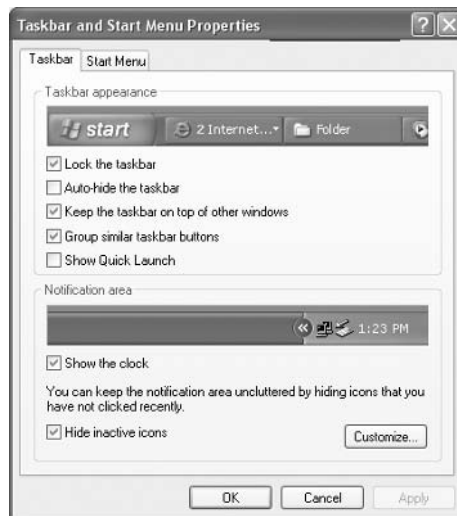 Taskbar and Start Menu Properties
Taskbar
Start Menu
Taskbar appearance
start
2 Internet...
Folder
Lock the taskbar
Auto-hide the taskbar
Keep the taskbar on top of other windows
Group similar taskbar buttons
Show Quick Launch
Notification area
1:23 PM
Show the clock
You can keep the notification area uncluttered by hiding icons that you
have not clicked recently.
Hide inactive icons
Customize...
OK
Cancel
Apply